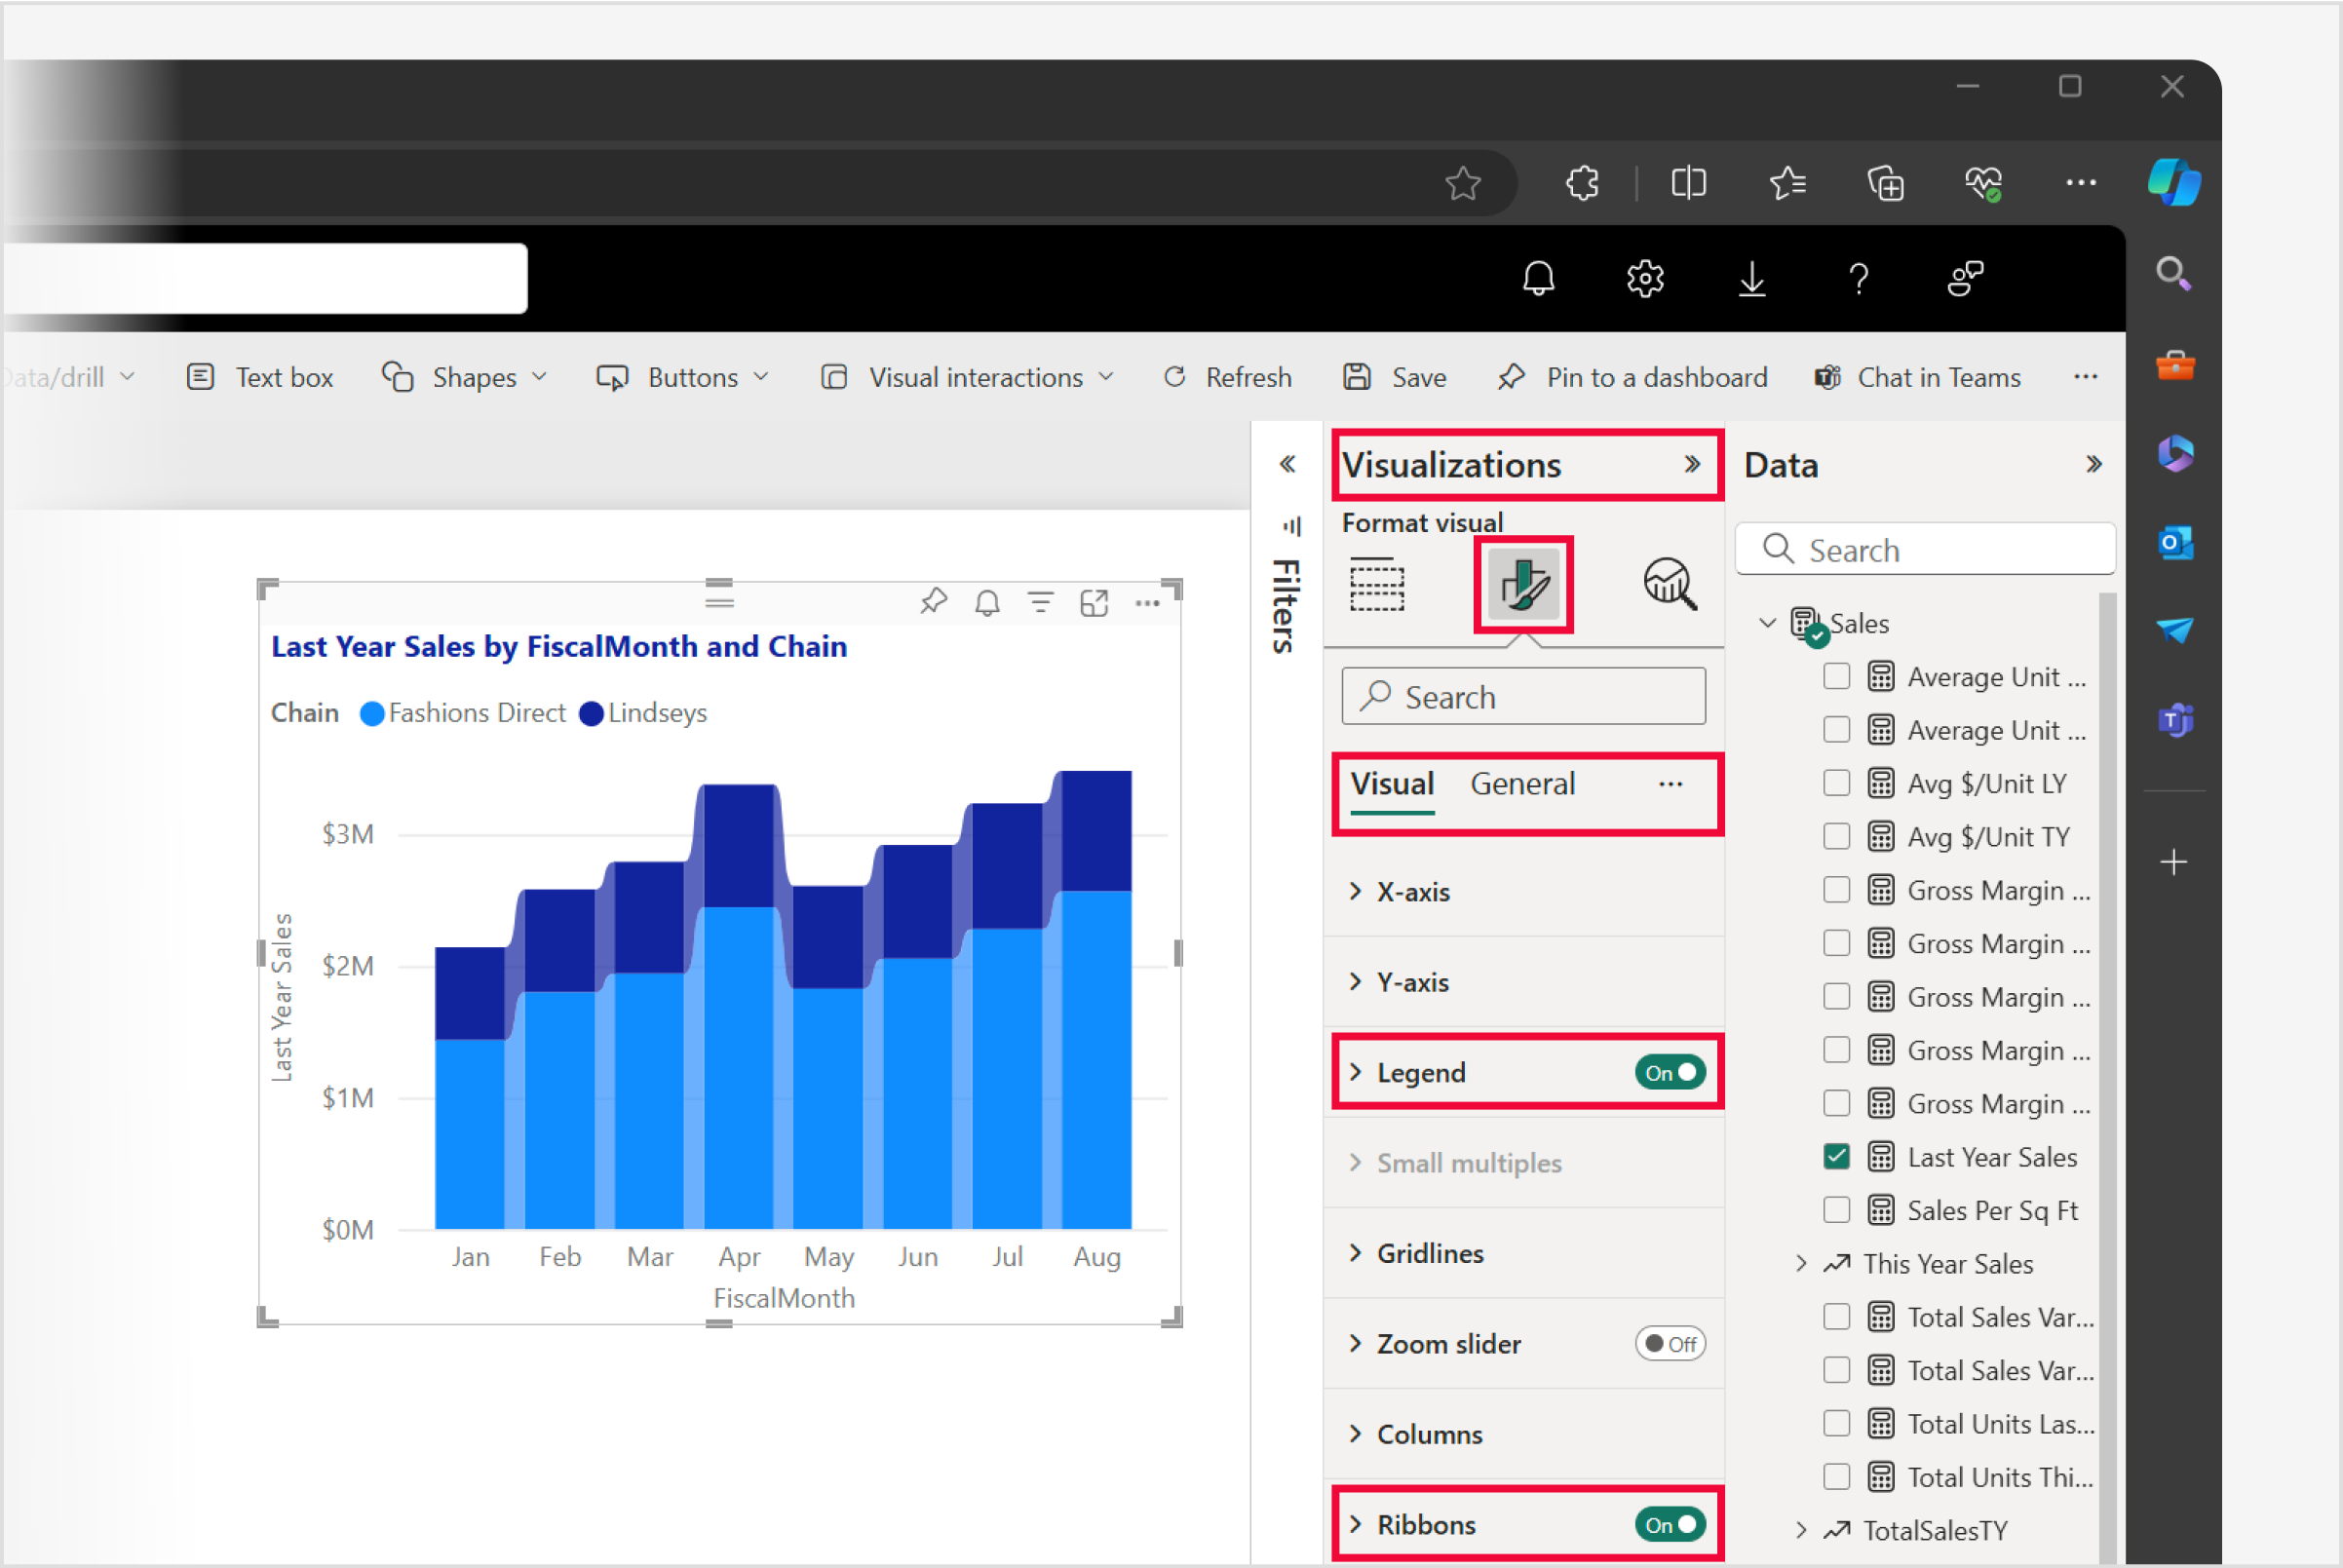 Data/drill Text box Shapes Buttons Visual interactions Refresh Save Pin to a dashboard Chat in Teams ...
Last Year Sales by FiscalMonth and Chain
Chain Fashions Direct Lindseys
Last Year Sales
$3M
$2M
$1M
$0M
Jan Feb Mar Apr May Jun Jul Aug
FiscalMonth
Filters
Visualizations
Format visual
Search
Visual General ...
X-axis
Y-axis
Legend On
Small multiples
Gridlines
Zoom slider Off
Columns
Ribbons On
Data
Search
Sales
Average Unit ...
Average Unit ...
Avg $/Unit LY
Avg $/Unit TY
Gross Margin ...
Gross Margin ...
Gross Margin ...
Gross Margin ...
Gross Margin ...
Last Year Sales
Sales Per Sq Ft
This Year Sales
Total Sales Var...
Total Sales Var...
Total Units Las...
Total Units Thi...
TotalSalesTY